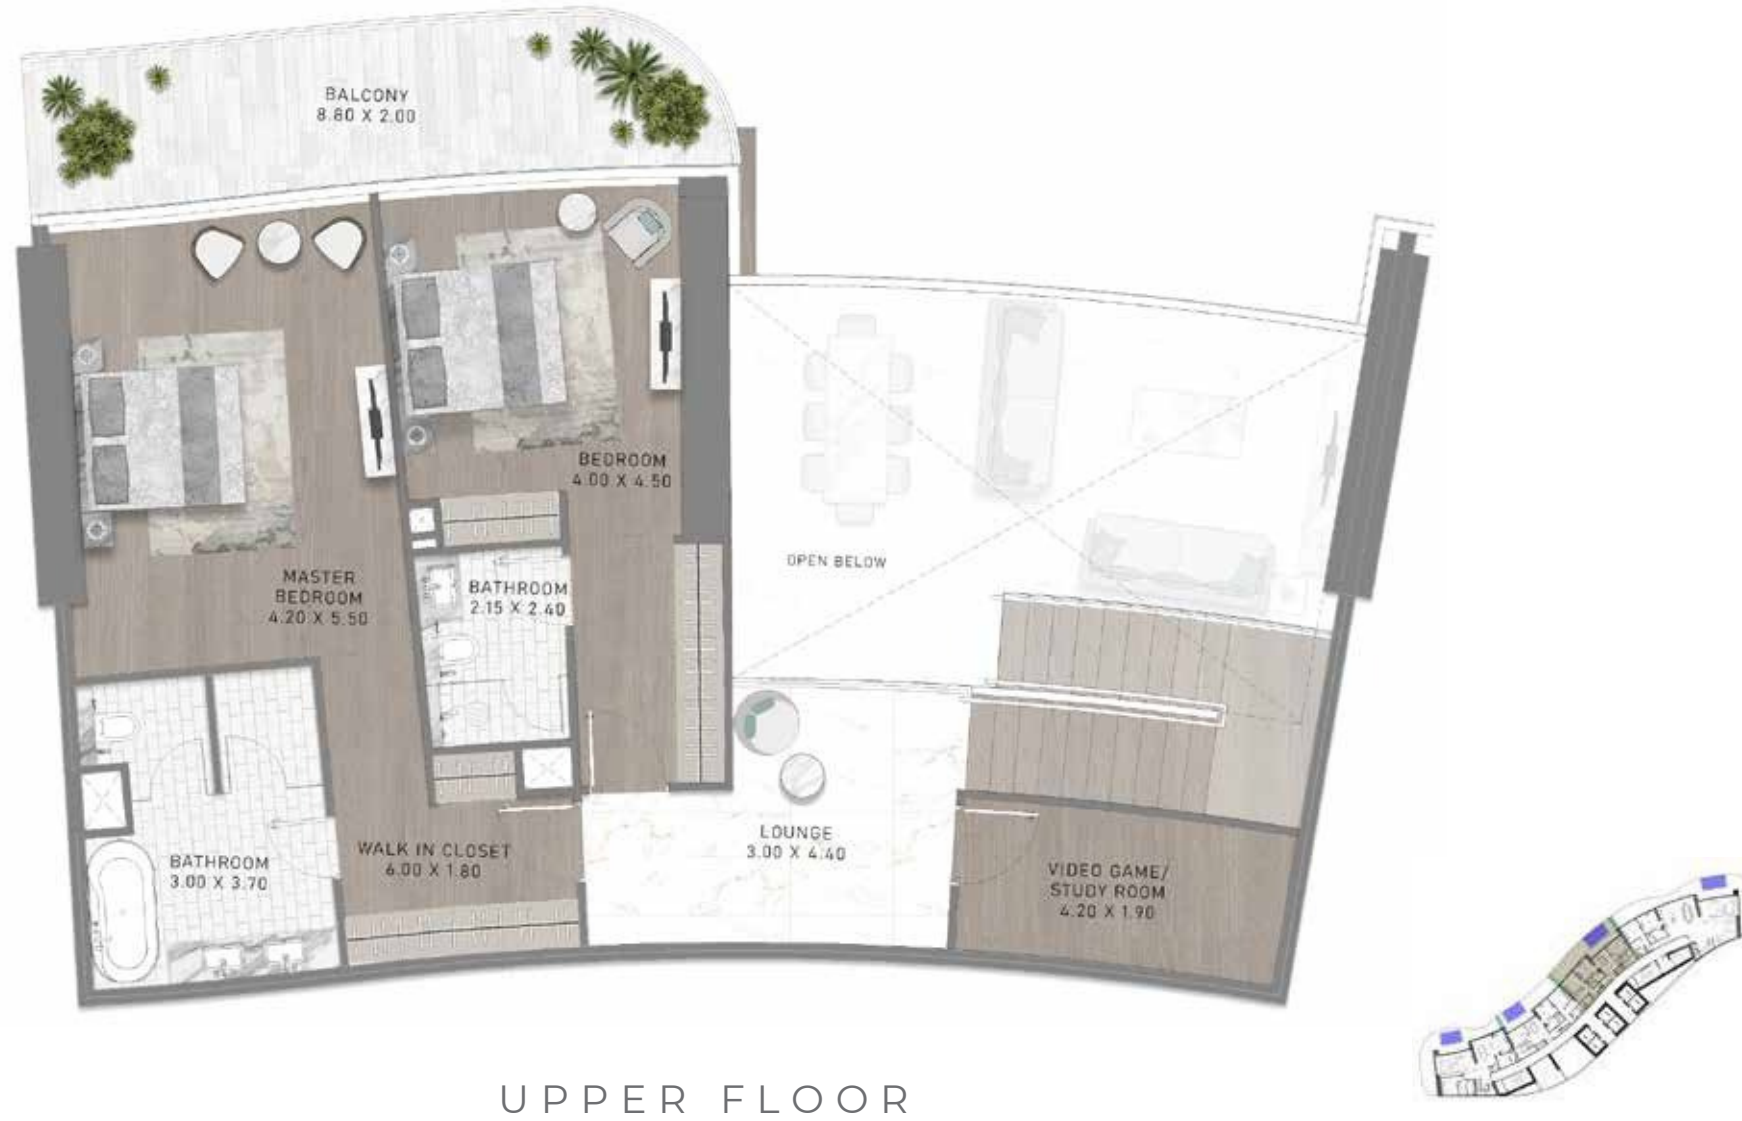 BALCONY
8.80 X 2.00
BEDROOM
4.00 X 4.50
MASTER
BEDROOM
4.20 X 5.50
BATHROOM
2.15 X 2.40
OPEN BELOW
LOUNGE
3.00 X 4.40
WALK IN CLOSET
6.00 X 1.80
BATHROOM
3.00 X 3.70
VIDEO GAME/
STUDY ROOM
4.20 X 1.90
UPPER FLOOR